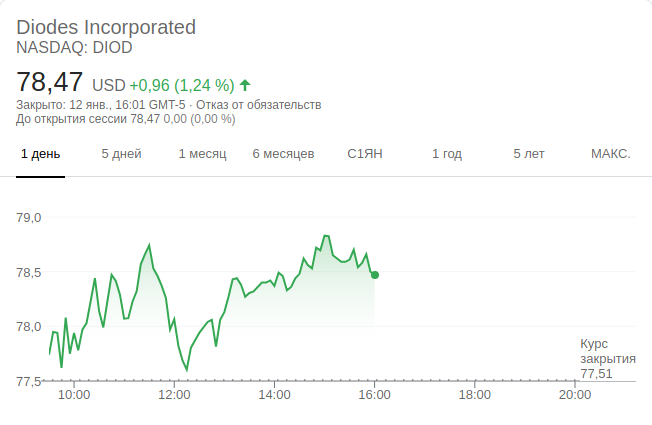 Diodes Incorporated
NASDAQ: DIOD
78,47 USD +0,96 (1,24 %)
Закрыто: 12 янв., 16:01 GMT-5 · Отказ от обязательств
До открытия сессии 78,47 0,00 (0,00 %)
1 день 5 дней 1 месяц 6 месяцев С1ЯН 1 год 5 лет МАКС.
79,0
78,5
78,0
77,5
Курс
закрытия
77,51
10:00 12:00 14:00 16:00 18:00 20:00